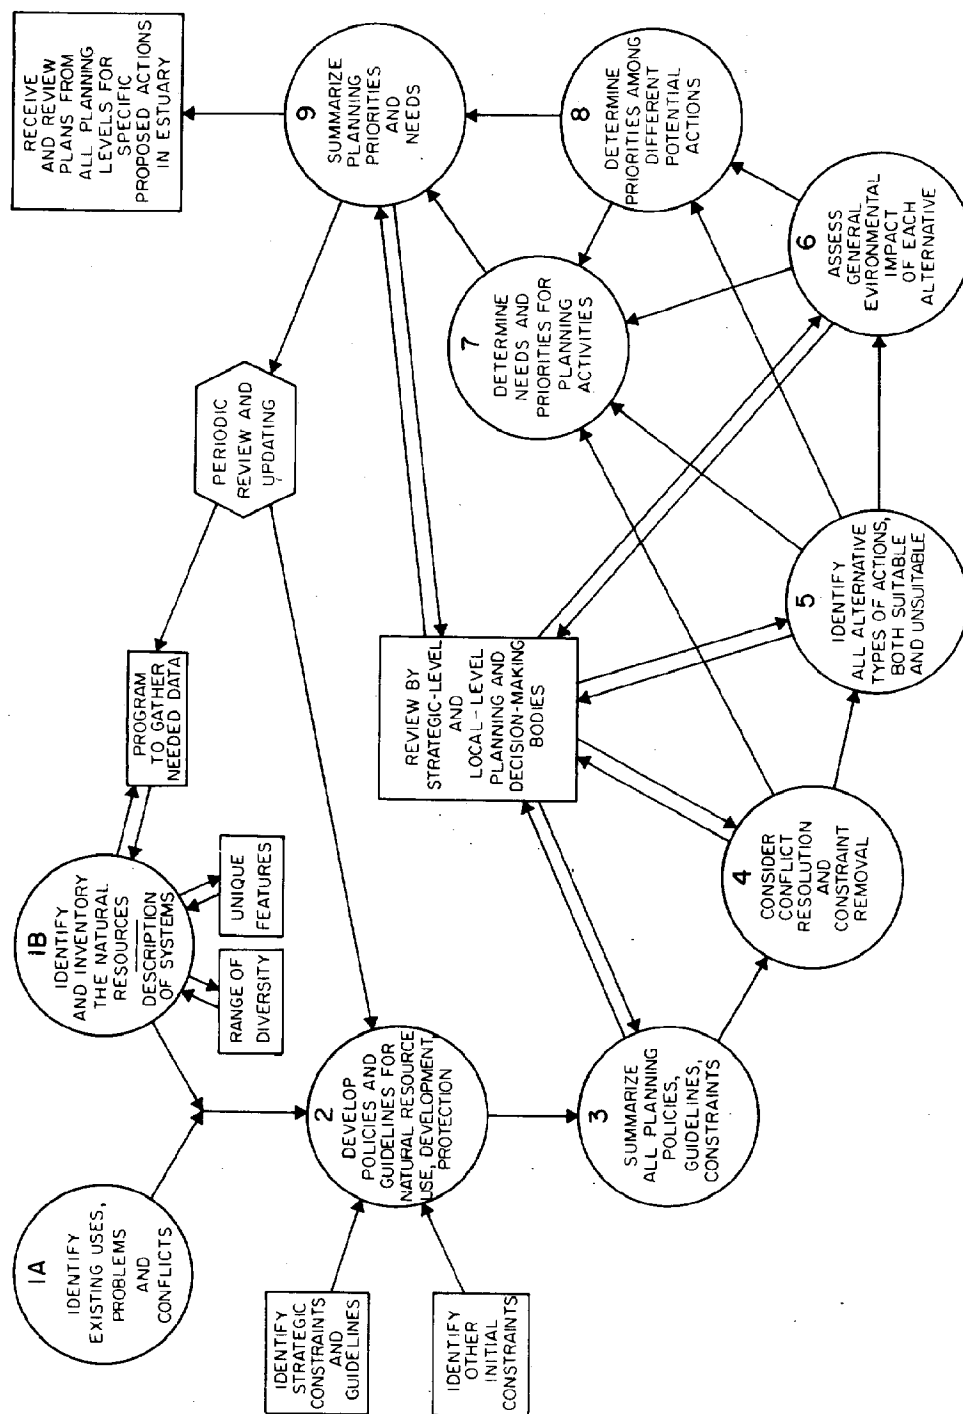 1A
IDENTIFY
EXISTING USES,
PROBLEMS
AND
CONFLICTS
1B
IDENTIFY
AND INVENTORY
THE NATURAL
RESOURCES
DESCRIPTION
OF SYSTEMS
RANGE OF
DIVERSITY
UNIQUE
FEATURES
PROGRAM
TO GATHER
NEEDED DATA
PERIODIC
REVIEW AND
UPDATING
RECEIVE
AND REVIEW
PLANS FROM
ALL PLANNING
LEVELS FOR
SPECIFIC
PROPOSED ACTIONS
IN ESTUARY
IDENTIFY
STRATEGIC
CONSTRAINTS
AND
GUIDELINES
IDENTIFY
OTHER
INITIAL
CONSTRAINTS
2
DEVELOP
POLICIES AND
GUIDELINES FOR
NATURAL RESOURCE
USE, DEVELOPMENT,
PROTECTION
REVIEW BY
STRATEGIC-LEVEL
AND
LOCAL-LEVEL
PLANNING AND
DECISION-MAKING
BODIES
9
SUMMARIZE
PLANNING
PRIORITIES
AND
NEEDS
3
SUMMARIZE
ALL PLANNING
POLICIES,
GUIDELINES,
CONSTRAINTS
4
CONSIDER
CONFLICT
RESOLUTION
AND
CONSTRAINT
REMOVAL
5
IDENTIFY
ALL ALTERNATIVE
TYPES OF ACTIONS,
BOTH SUITABLE
AND UNSUITABLE
6
ASSESS
GENERAL
EVIRONMENTAL
IMPACT
OF EACH
ALTERNATIVE
7
DETERMINE
NEEDS AND
PRIORITIES FOR
PLANNING
ACTIVITIES
8
DETERMINE
PRIORITIES AMONG
DIFFERENT
POTENTIAL
ACTIONS